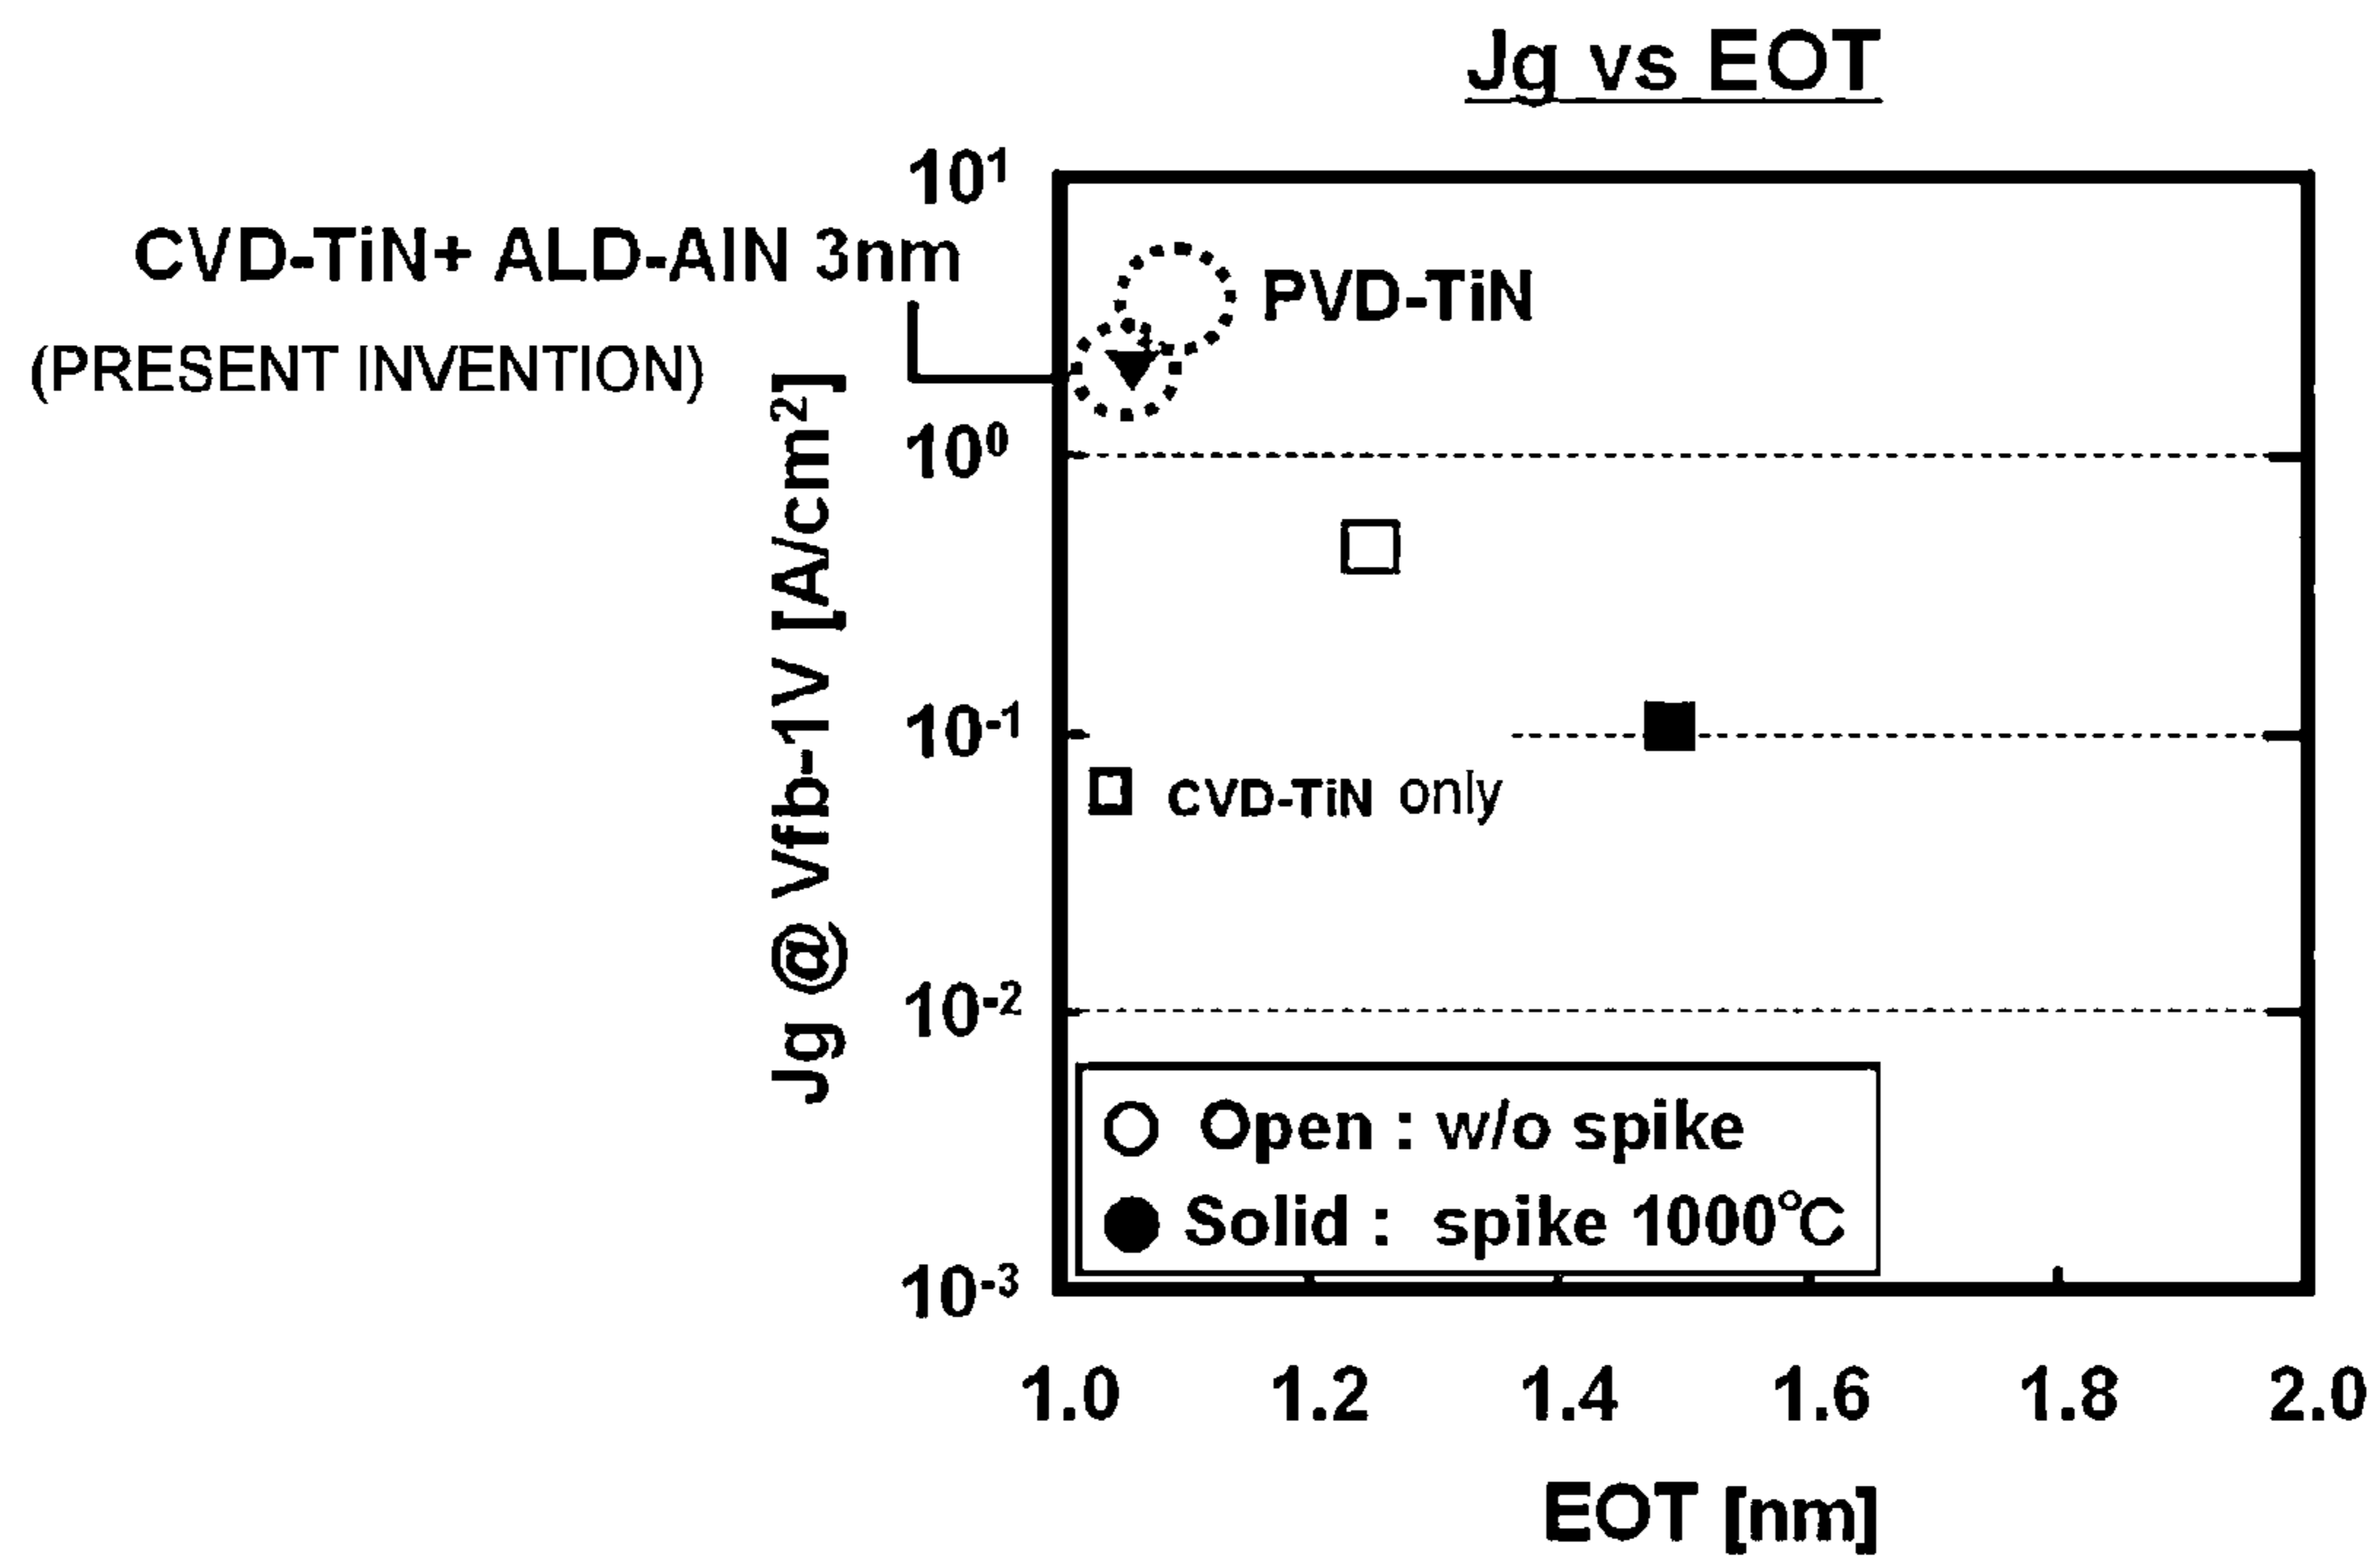 Jg vs EOT
10¹
CVD-TiN+ ALD-AlN 3nm
PVD-TiN
(PRESENT INVENTION)
Jg @ Vfb-1V [A/cm²]
10⁰
10⁻¹
CVD-TiN only
10⁻²
Open : w/o spike
Solid : spike 1000°C
10⁻³
1.0 1.2 1.4 1.6 1.8 2.0
EOT [nm]